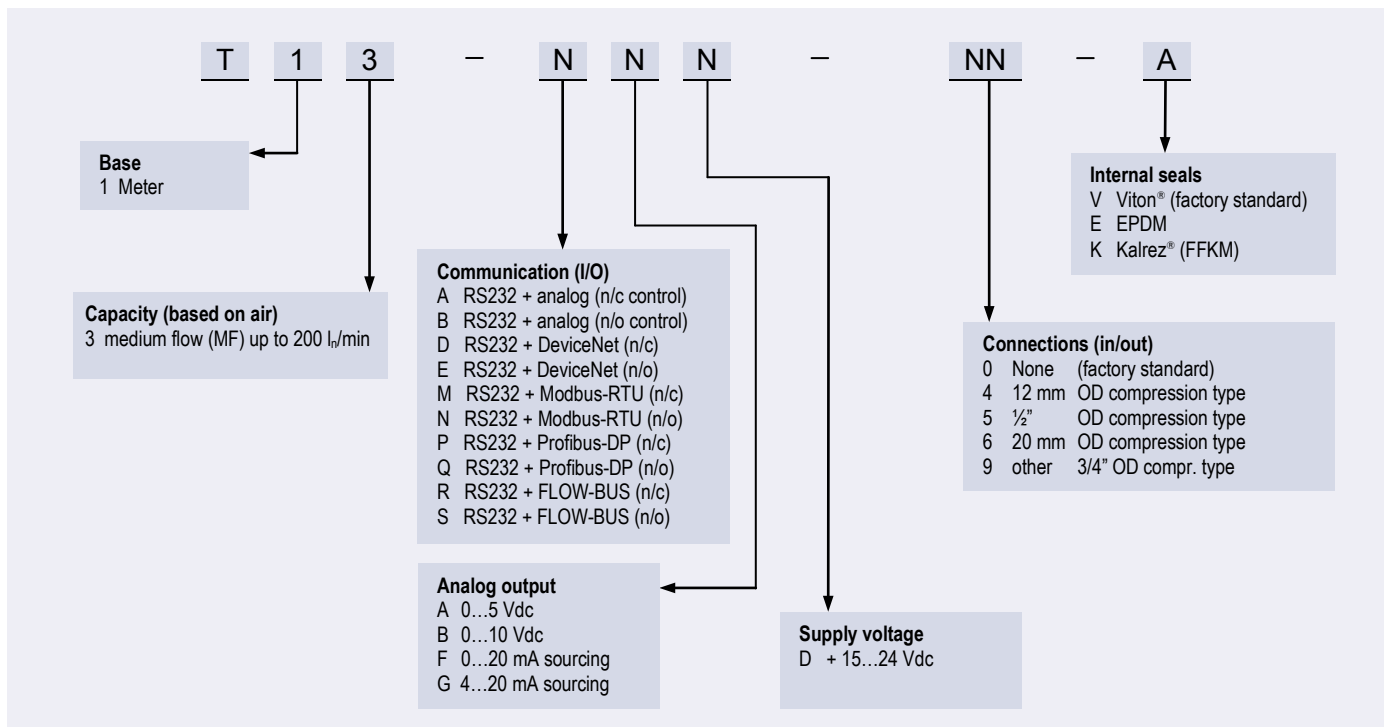 T 1 3 – N N N – NN – A
Base
1 Meter
Capacity (based on air)
3 medium flow (MF) up to 200 lₙ/min
Communication (I/O)
A RS232 + analog (n/c control)
B RS232 + analog (n/o control)
D RS232 + DeviceNet (n/c)
E RS232 + DeviceNet (n/o)
M RS232 + Modbus-RTU (n/c)
N RS232 + Modbus-RTU (n/o)
P RS232 + Profibus-DP (n/c)
Q RS232 + Profibus-DP (n/o)
R RS232 + FLOW-BUS (n/c)
S RS232 + FLOW-BUS (n/o)
Analog output
A 0…5 Vdc
B 0…10 Vdc
F 0…20 mA sourcing
G 4…20 mA sourcing
Supply voltage
D + 15…24 Vdc
Connections (in/out)
0 None (factory standard)
4 12 mm OD compression type
5 ½” OD compression type
6 20 mm OD compression type
9 other 3/4” OD compr. type
Internal seals
V Viton® (factory standard)
E EPDM
K Kalrez® (FFKM)